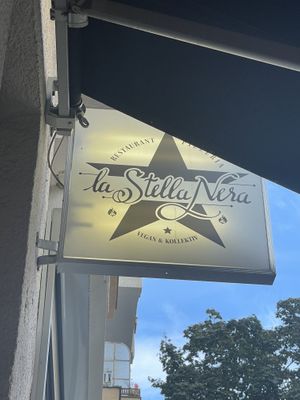 RESTAURANT
la Stella Nera
VEGAN & KOLLEKTIV